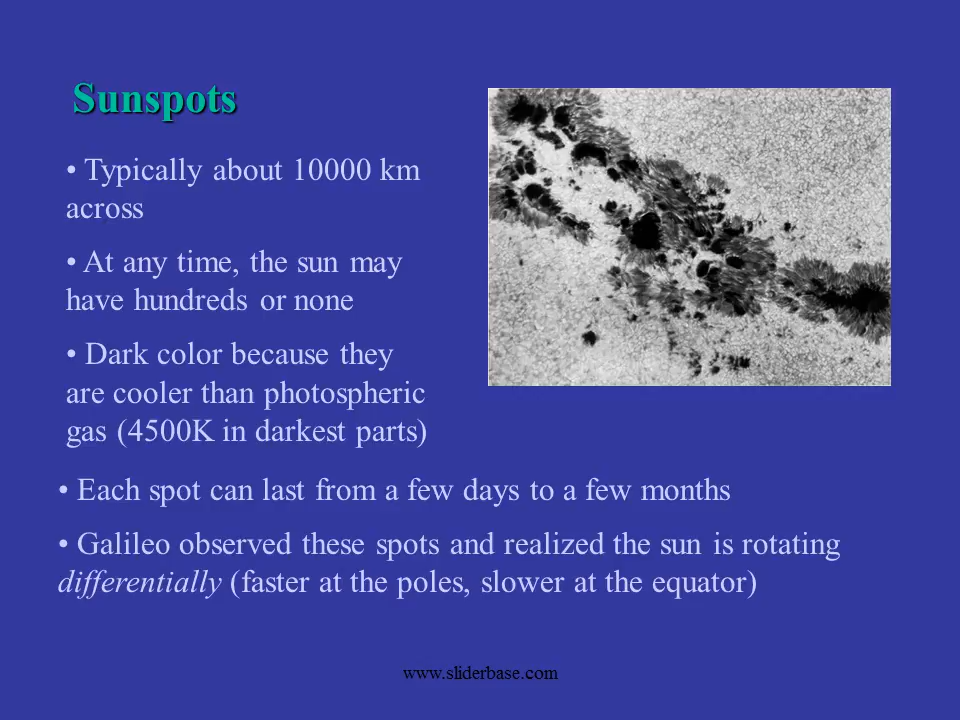 Sunspots
• Typically about 10000 km
across
• At any time, the sun may
have hundreds or none
• Dark color because they
are cooler than photospheric
gas (4500K in darkest parts)
• Each spot can last from a few days to a few months
• Galileo observed these spots and realized the sun is rotating
differentially (faster at the poles, slower at the equator)
www.sliderbase.com